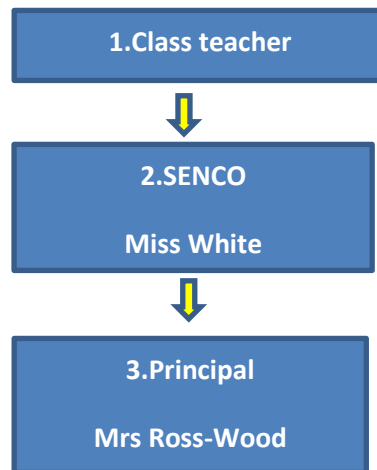 1.Class teacher
2.SENCO
Miss White
3.Principal
Mrs Ross-Wood